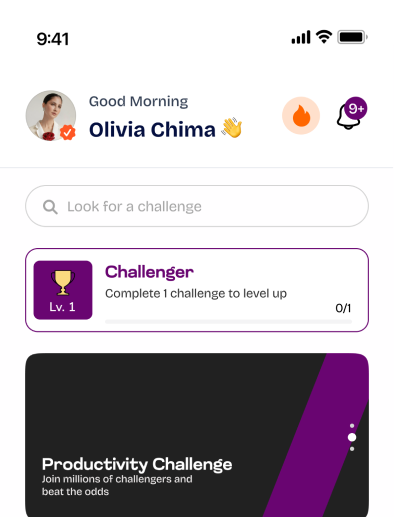 9:41
Good Morning
Olivia Chima 👋
9+
Look for a challenge
Challenger
Complete 1 challenge to level up
Lv. 1
0/1
Productivity Challenge
Join millions of challengers and
beat the odds